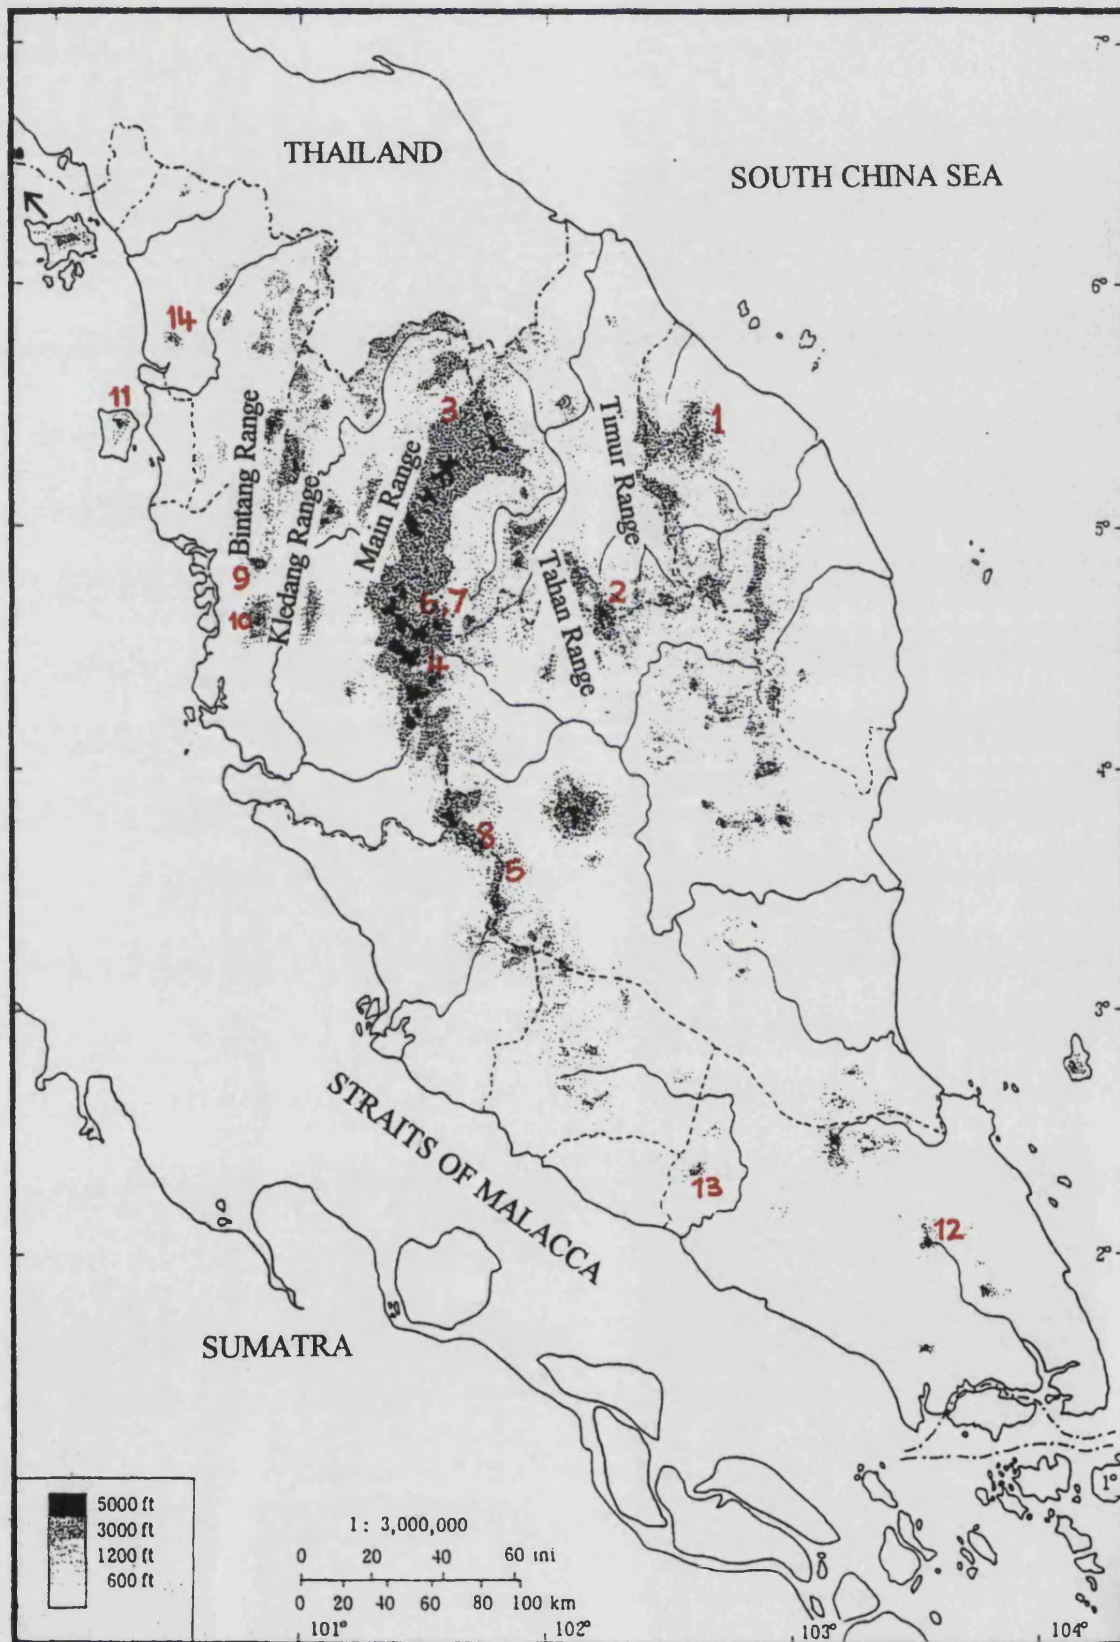 7°
THAILAND
SOUTH CHINA SEA
6°
14
11
3
1
Bintang Range
Kledang Range
Main Range
Timur Range
Tahan Range
5°
9
10
6,7
2
4
4°
8
5
3°
STRAITS OF MALACCA
13
12
2°
SUMATRA
1°
5000 ft
3000 ft
1200 ft
600 ft
1 : 3,000,000
0 20 40 60 mi
0 20 40 60 80 100 km
101° 102° 103° 104°